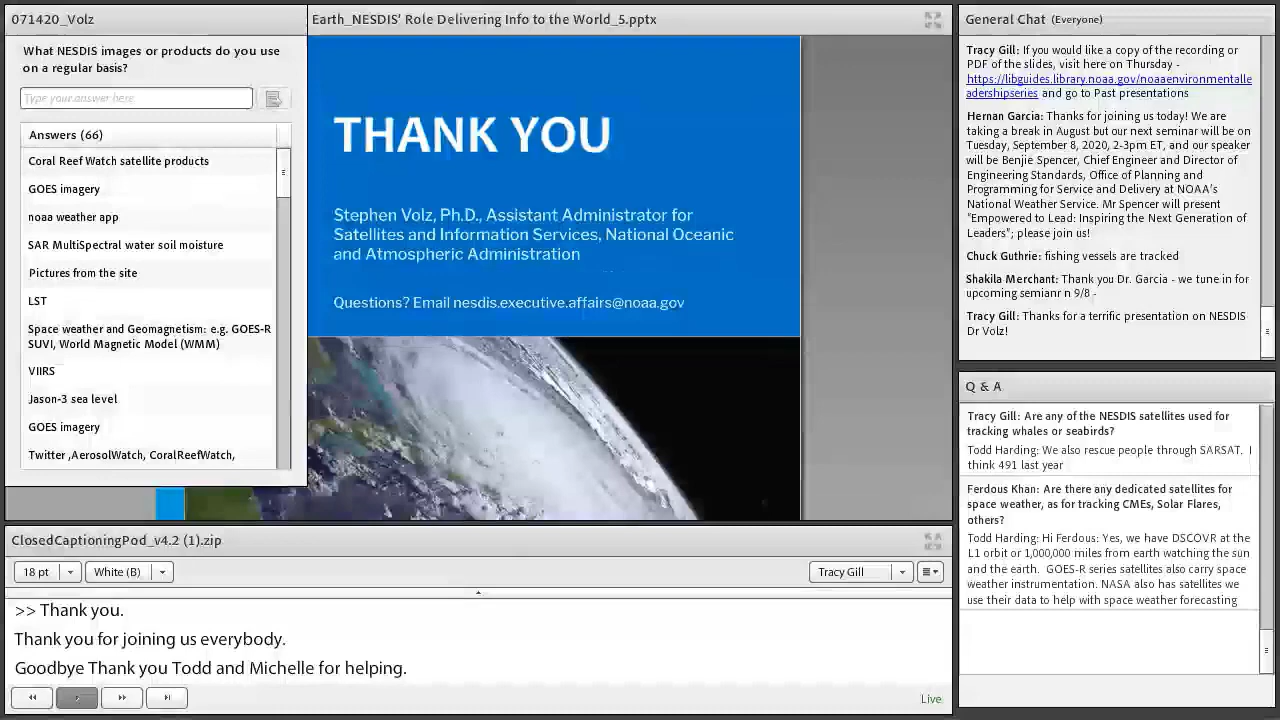 071420_Volz
What NESDIS images or products do you use
on a regular basis?
Type your answer here
Answers (66)
Coral Reef Watch satellite products
GOES imagery
noaa weather app
SAR MultiSpectral water soil moisture
Pictures from the site
LST
Space weather and Geomagnetism: e.g. GOES-R
SUVI, World Magnetic Model (WMM)
VIIRS
Jason-3 sea level
GOES imagery
Twitter ,AerosolWatch, CoralReefWatch,
Earth_NESDIS' Role Delivering Info to the World_5.pptx
THANK YOU
Stephen Volz, Ph.D., Assistant Administrator for
Satellites and Information Services, National Oceanic
and Atmospheric Administration
Questions? Email nesdis.executive.affairs@noaa.gov
ClosedCaptioningPod_v4.2 (1).zip
18 pt
White (B)
Tracy Gill
>> Thank you.
Thank you for joining us everybody.
Goodbye Thank you Todd and Michelle for helping.
Live
General Chat (Everyone)
Tracy Gill: If you would like a copy of the recording or
PDF of the slides, visit here on Thursday -
https://libguides.library.noaa.gov/noaaenvironmentalle
adershipseries and go to Past presentations
Hernan Garcia: Thanks for joining us today! We are
taking a break in August but our next seminar will be on
Tuesday, September 8, 2020, 2-3pm ET, and our speaker
will be Benjie Spencer, Chief Engineer and Director of
Engineering Standards, Office of Planning and
Programming for Service and Delivery at NOAA's
National Weather Service. Mr Spencer will present
"Empowered to Lead: Inspiring the Next Generation of
Leaders"; please join us!
Chuck Guthrie: fishing vessels are tracked
Shakila Merchant: Thank you Dr. Garcia - we tune in for
upcoming semianr n 9/8 -
Tracy Gill: Thanks for a terrific presentation on NESDIS
Dr Volz!
Q & A
Tracy Gill: Are any of the NESDIS satellites used for
tracking whales or seabirds?
Todd Harding: We also rescue people through SARSAT. I
think 491 last year
Ferdous Khan: Are there any dedicated satellites for
space weather, as for tracking CMEs, Solar Flares,
others?
Todd Harding: Hi Ferdous: Yes, we have DSCOVR at the
L1 orbit or 1,000,000 miles from earth watching the sun
and the earth. GOES-R series satellites also carry space
weather instrumentation. NASA also has satellites we
use their data to help with space weather forecasting